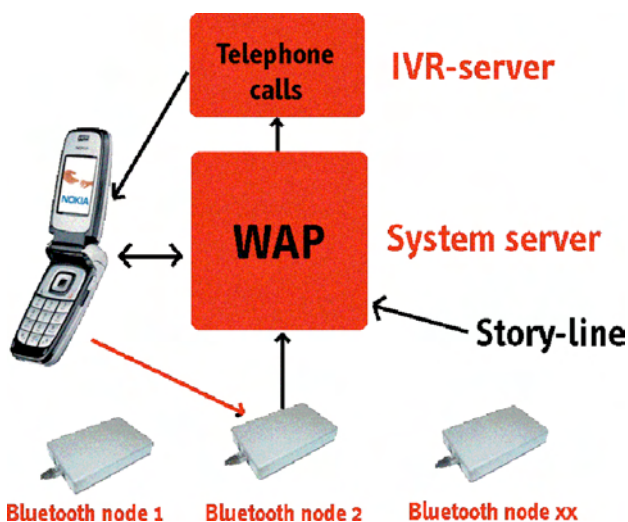 Telephone
calls
IVR-server
NOKIA
WAP
System server
Story-line
Bluetooth node 1
Bluetooth node 2
Bluetooth node xx